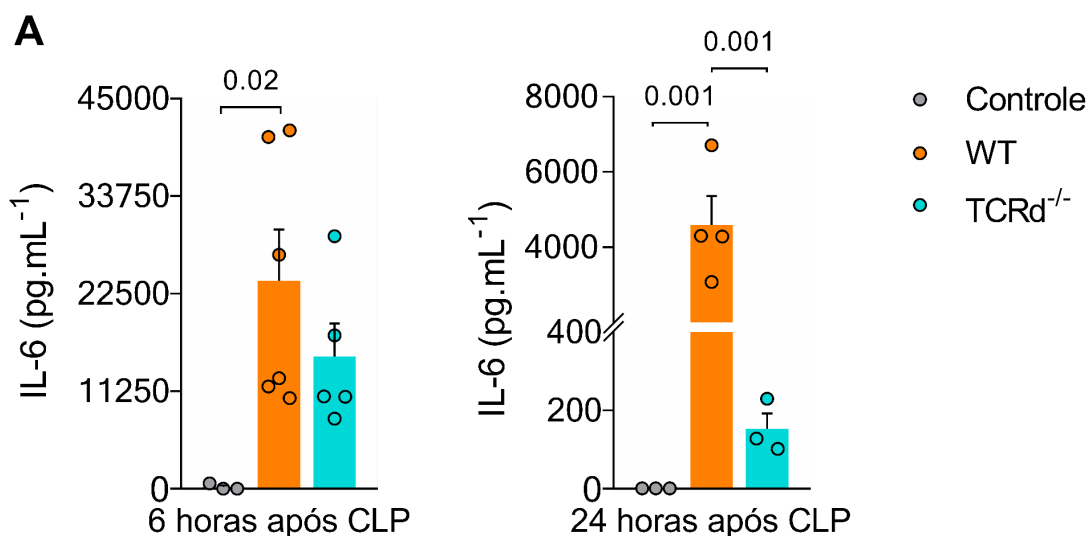 A
0.02
45000
33750
22500
11250
0
IL-6 (pg.mL-1)
6 horas após CLP
0.001
0.001
8000
6000
4000
400
200
0
IL-6 (pg.mL-1)
24 horas após CLP
Controle
WT
TCRd-/-